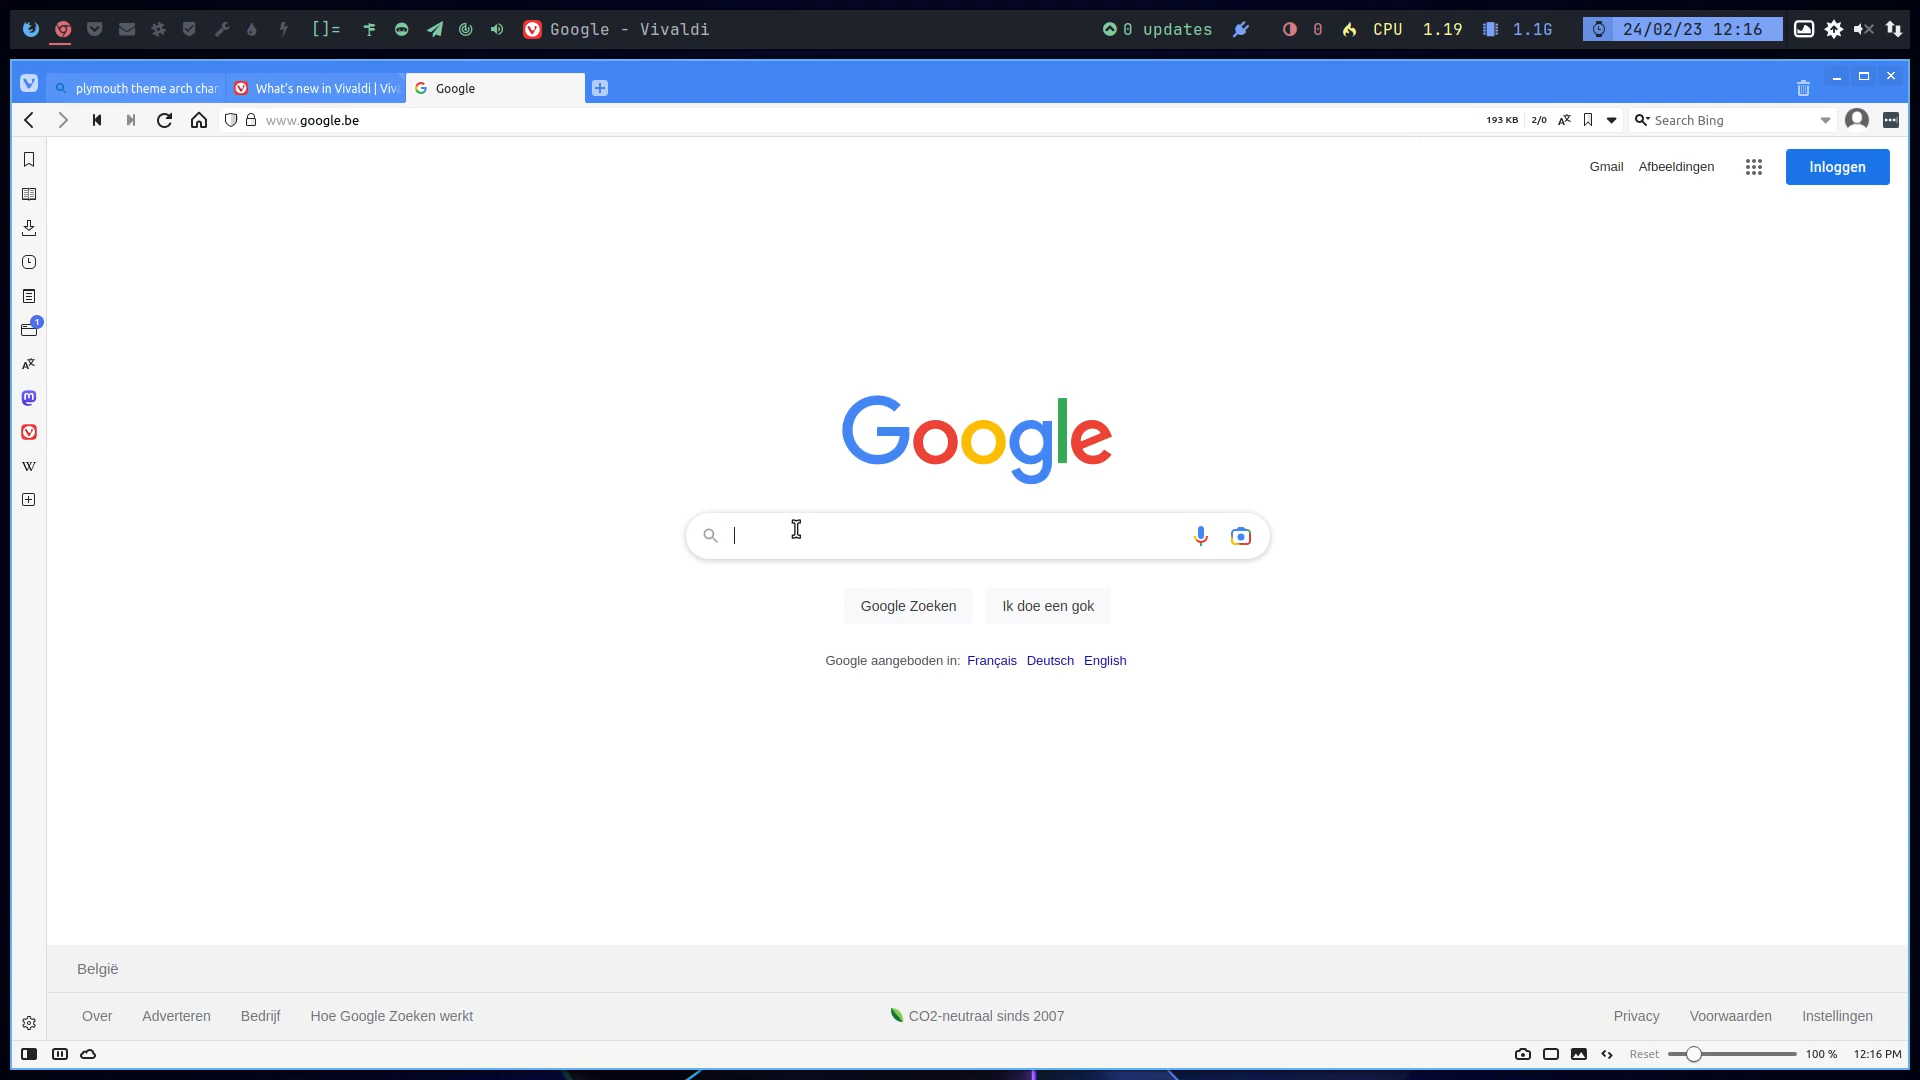 []= Google - Vivaldi 0 updates 0 CPU 1.19 1.1G 24/02/23 12:16
plymouth theme arch char What's new in Vivaldi | Viv Google
www.google.be 193 KB 2/0 Search Bing
Gmail Afbeeldingen Inloggen
1
W
Google
Google Zoeken Ik doe een gok
Google aangeboden in: Français Deutsch English
België
Over Adverteren Bedrijf Hoe Google Zoeken werkt CO2-neutraal sinds 2007 Privacy Voorwaarden Instellingen
Reset 100 % 12:16 PM